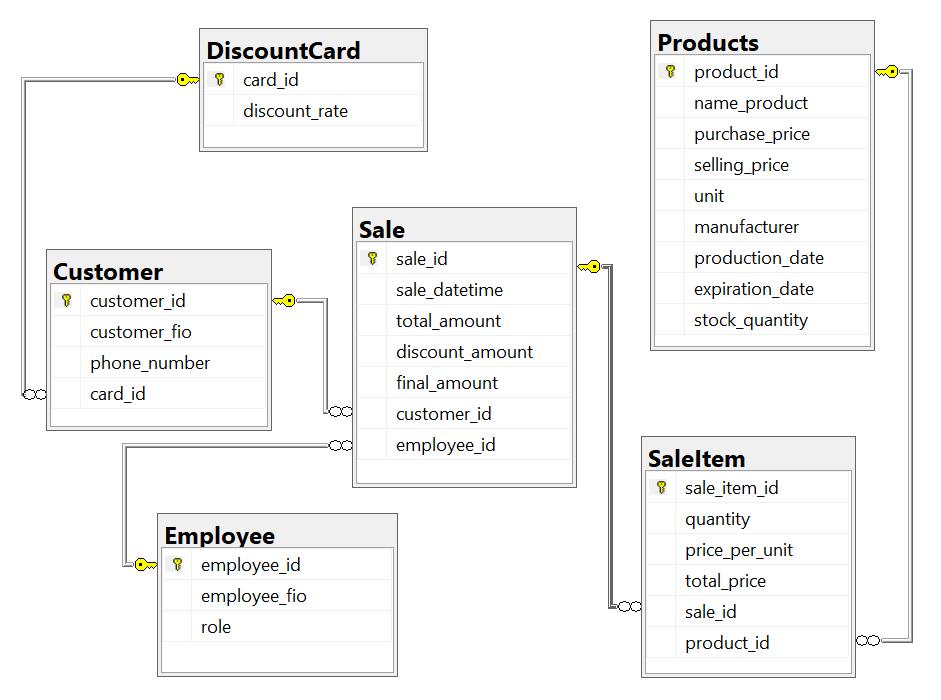 DiscountCard
card_id
discount_rate
Products
product_id
name_product
purchase_price
selling_price
unit
manufacturer
production_date
expiration_date
stock_quantity
Sale
sale_id
sale_datetime
total_amount
discount_amount
final_amount
customer_id
employee_id
Customer
customer_id
customer_fio
phone_number
card_id
Employee
employee_id
employee_fio
role
SaleItem
sale_item_id
quantity
price_per_unit
total_price
sale_id
product_id